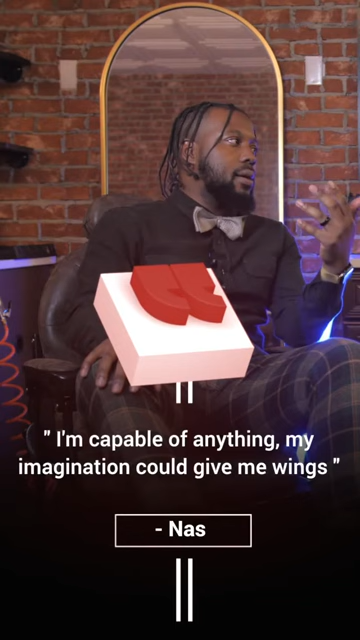 " I'm capable of anything, my
imagination could give me wings "
- Nas